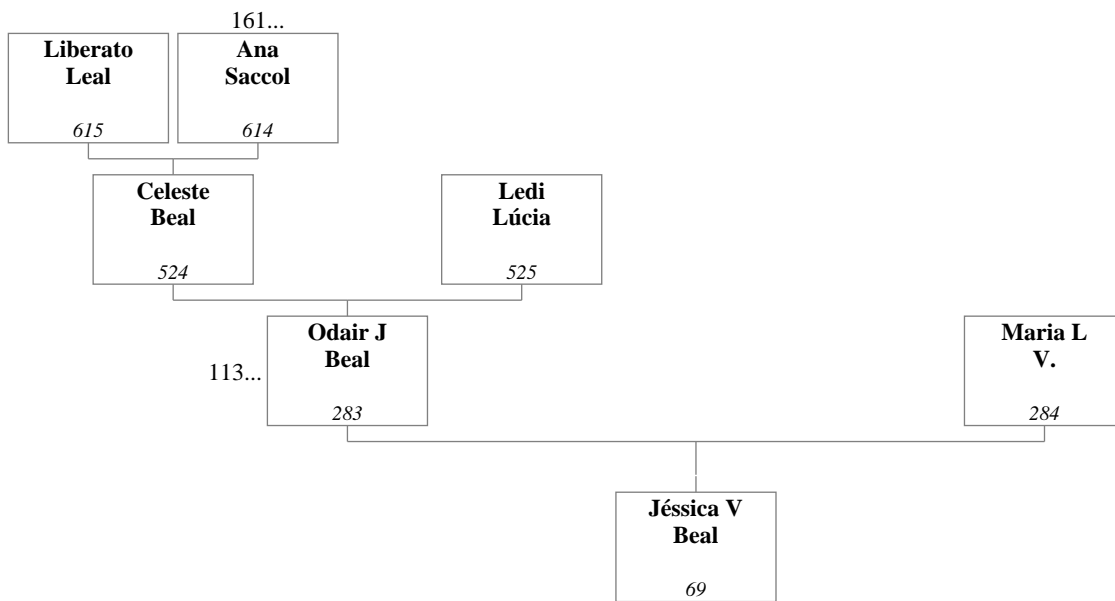 161...
Liberato
Leal
615
Ana
Saccol
614
Celeste
Beal
524
Ledi
Lúcia
525
113...
Odair J
Beal
283
Maria L
V.
284
Jéssica V
Beal
69